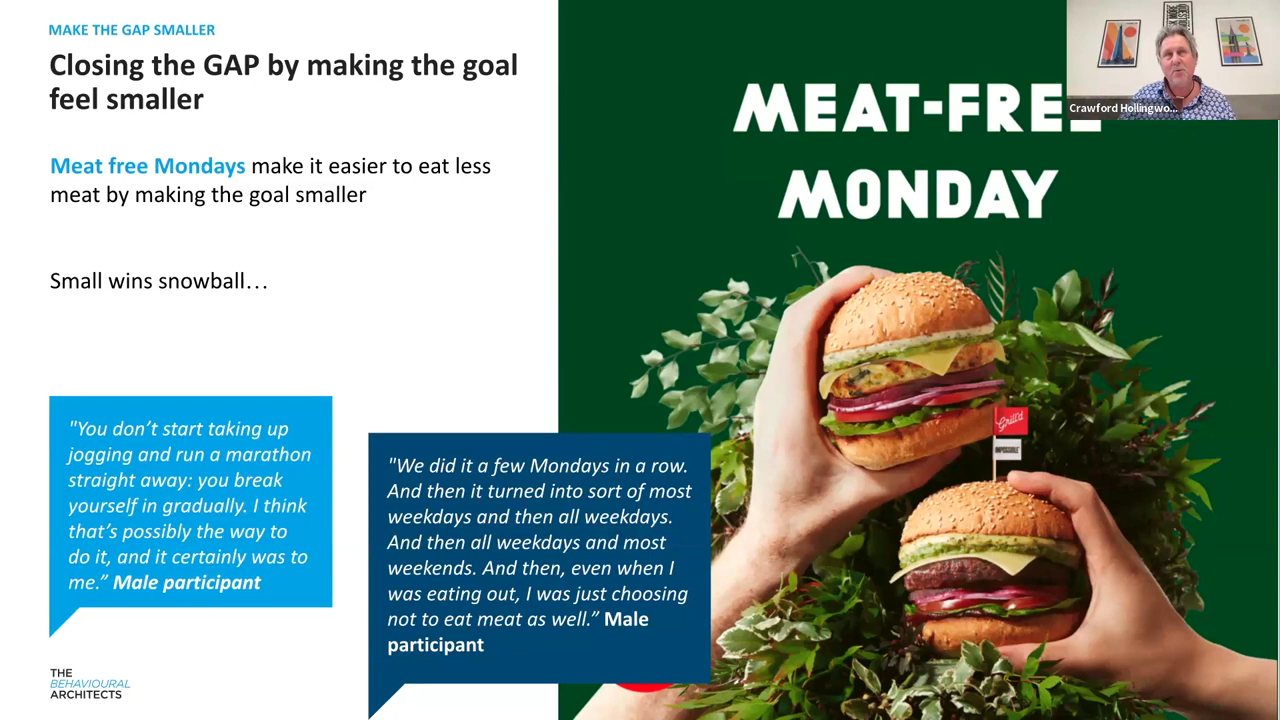 MAKE THE GAP SMALLER
Closing the GAP by making the goal
feel smaller
Meat free Mondays make it easier to eat less
meat by making the goal smaller
Small wins snowball…
"You don’t start taking up
jogging and run a marathon
straight away: you break
yourself in gradually. I think
that’s possibly the way to
do it, and it certainly was to
me.” Male participant
"We did it a few Mondays in a row.
And then it turned into sort of most
weekdays and then all weekdays.
And then all weekdays and most
weekends. And then, even when I
was eating out, I was just choosing
not to eat meat as well.” Male
participant
THE
BEHAVIOURAL
ARCHITECTS
MEAT-FREE
MONDAY
Grill'd
IMPOSSIBLE
Crawford Hollingwo...